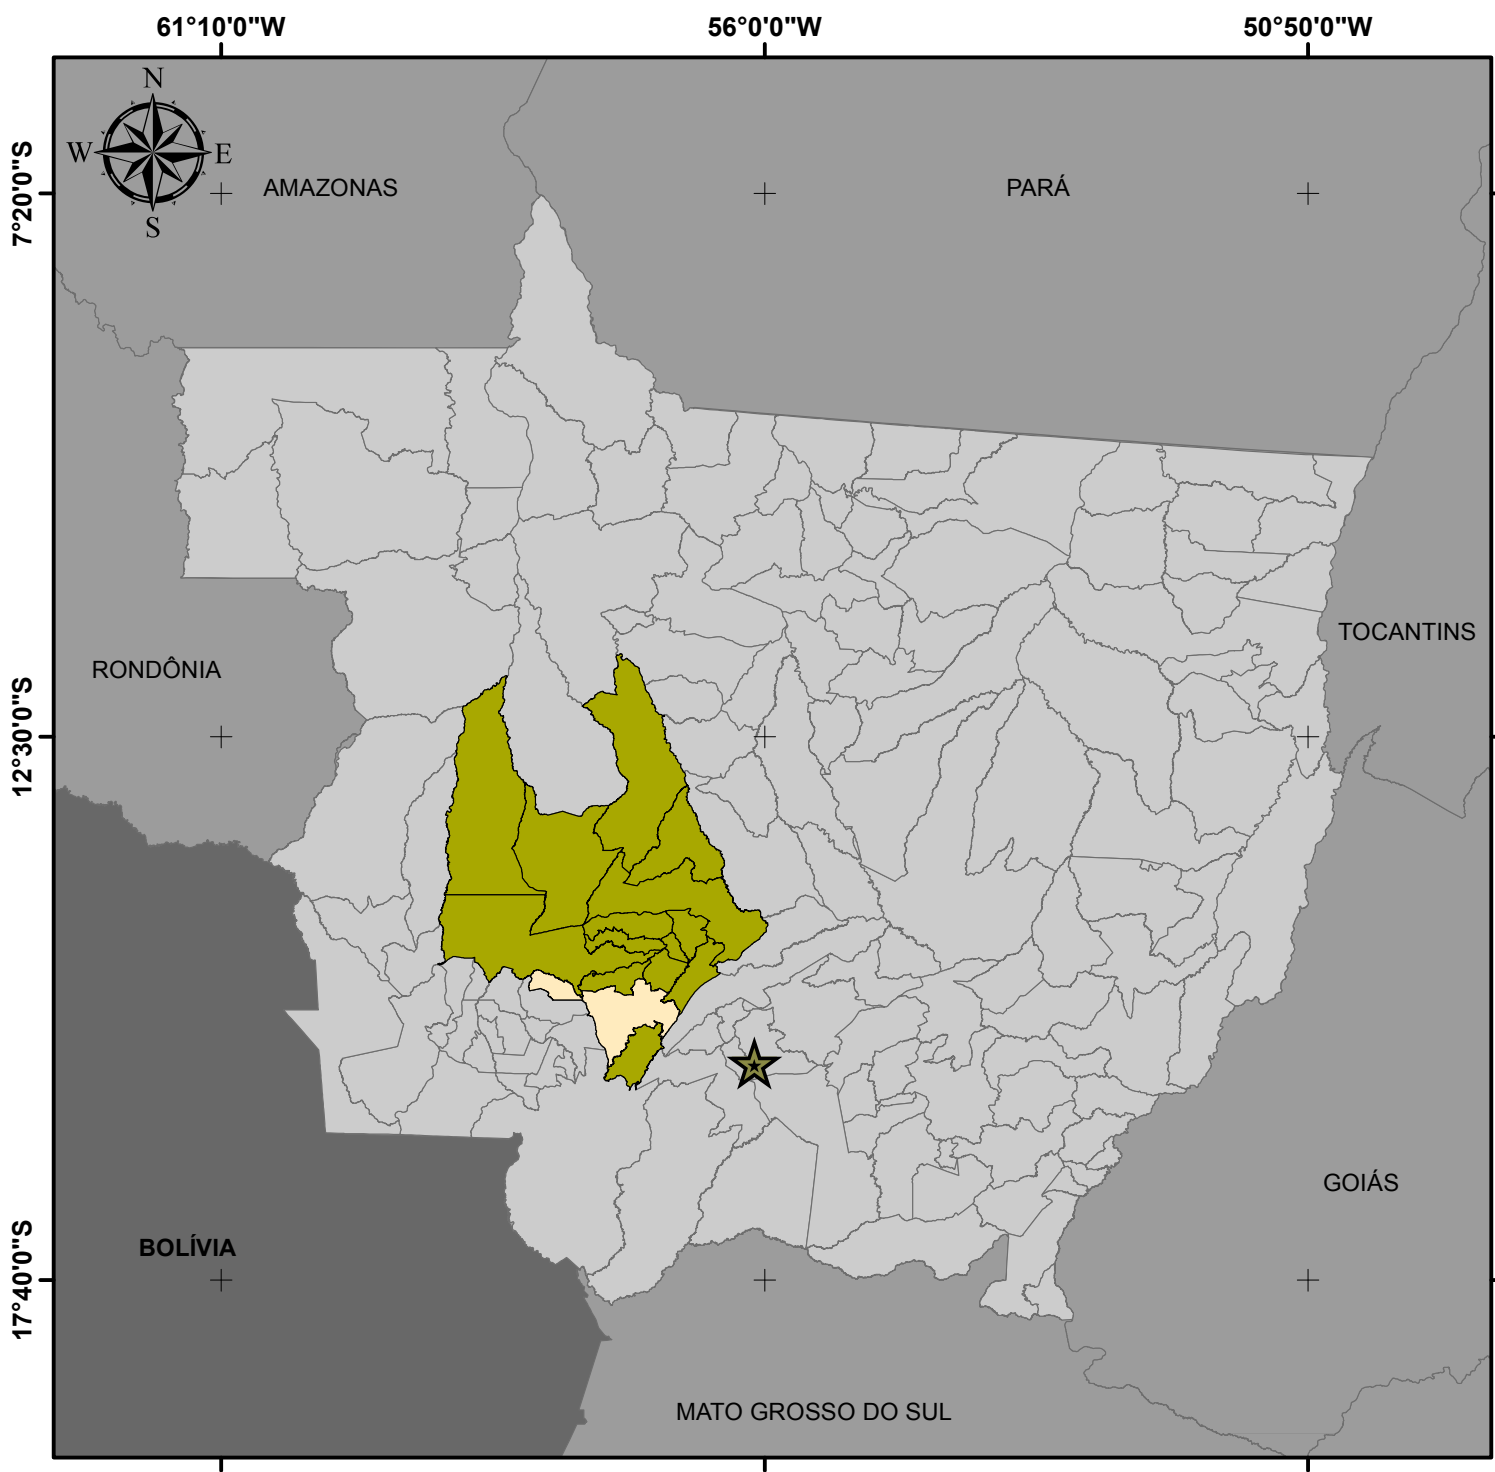 61°10'0"W 56°0'0"W 50°50'0"W
N
W E
S
7°20'0"S
AMAZONAS
PARÁ
TOCANTINS
RONDÔNIA
12°30'0"S
GOIÁS
BOLÍVIA
17°40'0"S
MATO GROSSO DO SUL